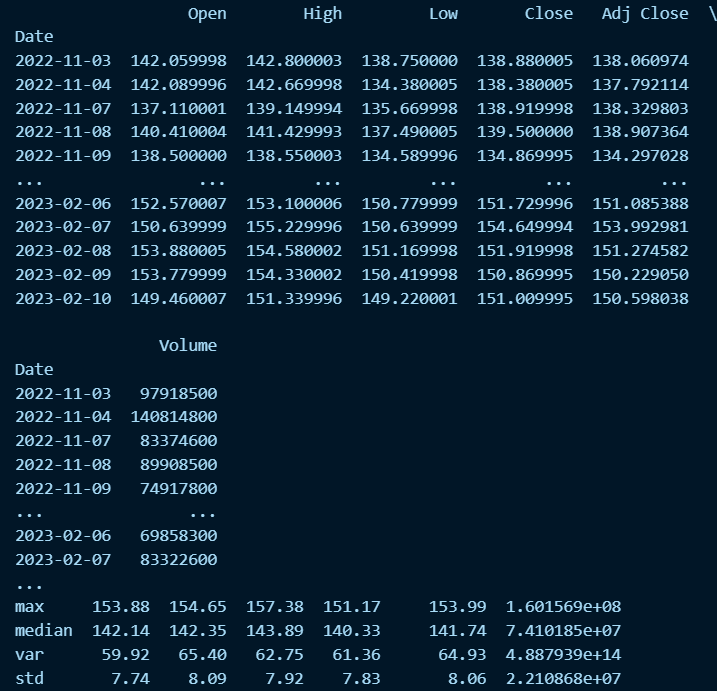 Open High Low Close Adj Close \
Date
2022-11-03 142.059998 142.800003 138.750000 138.880005 138.060974
2022-11-04 142.089996 142.669998 134.380005 138.380005 137.792114
2022-11-07 137.110001 139.149994 135.669998 138.919998 138.329803
2022-11-08 140.410004 141.429993 137.490005 139.500000 138.907364
2022-11-09 138.500000 138.550003 134.589996 134.869995 134.297028
... ... ... ... ... ...
2023-02-06 152.570007 153.100006 150.779999 151.729996 151.085388
2023-02-07 150.639999 155.229996 150.639999 154.649994 153.992981
2023-02-08 153.880005 154.580002 151.169998 151.919998 151.274582
2023-02-09 153.779999 154.330002 150.419998 150.869995 150.229050
2023-02-10 149.460007 151.339996 149.220001 151.009995 150.598038
Volume
Date
2022-11-03 97918500
2022-11-04 140814800
2022-11-07 83374600
2022-11-08 89908500
2022-11-09 74917800
... ...
2023-02-06 69858300
2023-02-07 83322600
...
max 153.88 154.65 157.38 151.17 153.99 1.601569e+08
median 142.14 142.35 143.89 140.33 141.74 7.410185e+07
var 59.92 65.40 62.75 61.36 64.93 4.887939e+14
std 7.74 8.09 7.92 7.83 8.06 2.210868e+07